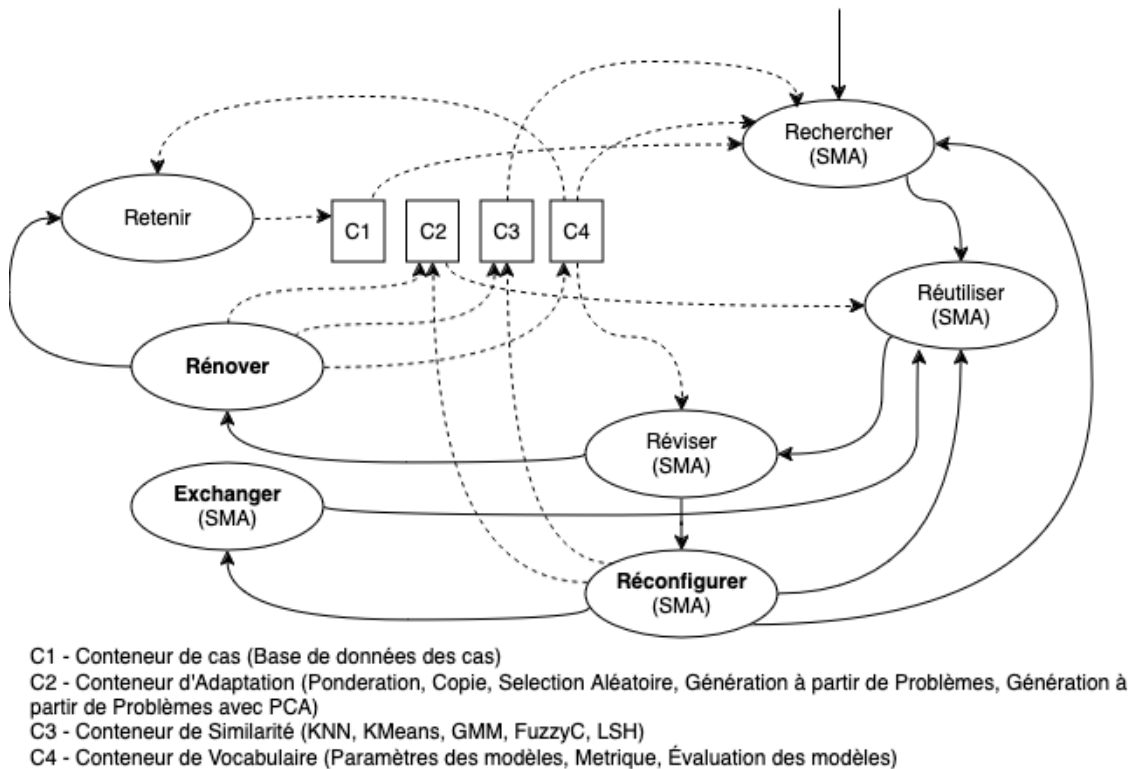 Rechercher
(SMA)
Retenir
C1
C2
C3
C4
Réutiliser
(SMA)
Rénover
Réviser
(SMA)
Exchanger
(SMA)
Réconfigurer
(SMA)
C1 - Conteneur de cas (Base de données des cas)
C2 - Conteneur d'Adaptation (Ponderation, Copie, Selection Aléatoire, Génération à partir de Problèmes, Génération à
partir de Problèmes avec PCA)
C3 - Conteneur de Similarité (KNN, KMeans, GMM, FuzzyC, LSH)
C4 - Conteneur de Vocabulaire (Paramètres des modèles, Metrique, Évaluation des modèles)